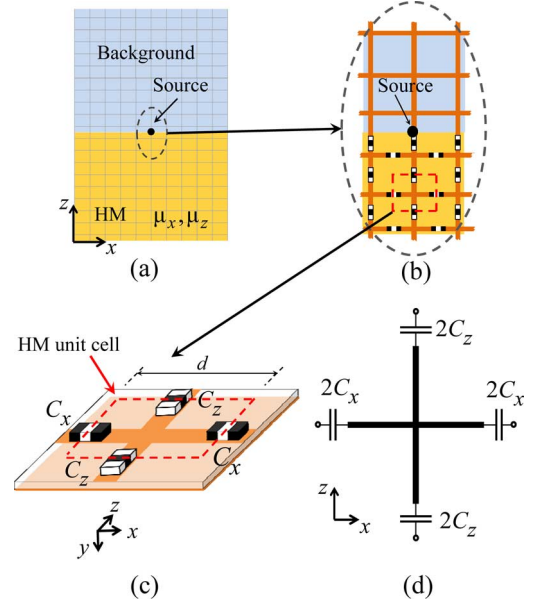 Background
Source
HM μx, μz
z
x
(a)
Source
(b)
HM unit cell
d
Cx
Cz
Cz
Cx
z
x
y
(c)
2Cz
2Cx
2Cx
z
x
2Cz
(d)